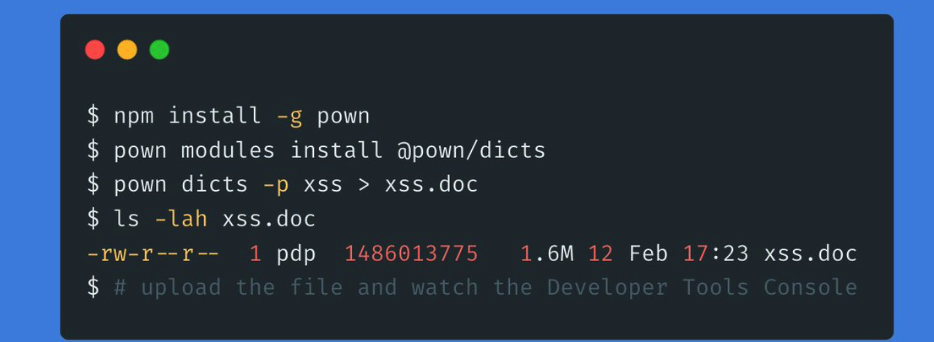 $ npm install -g pown
$ pown modules install @pown/dicts
$ pown dicts -p xss > xss.doc
$ ls -lah xss.doc
-rw-r--r-- 1 pdp 1486013775 1.6M 12 Feb 17:23 xss.doc
$ # upload the file and watch the Developer Tools Console